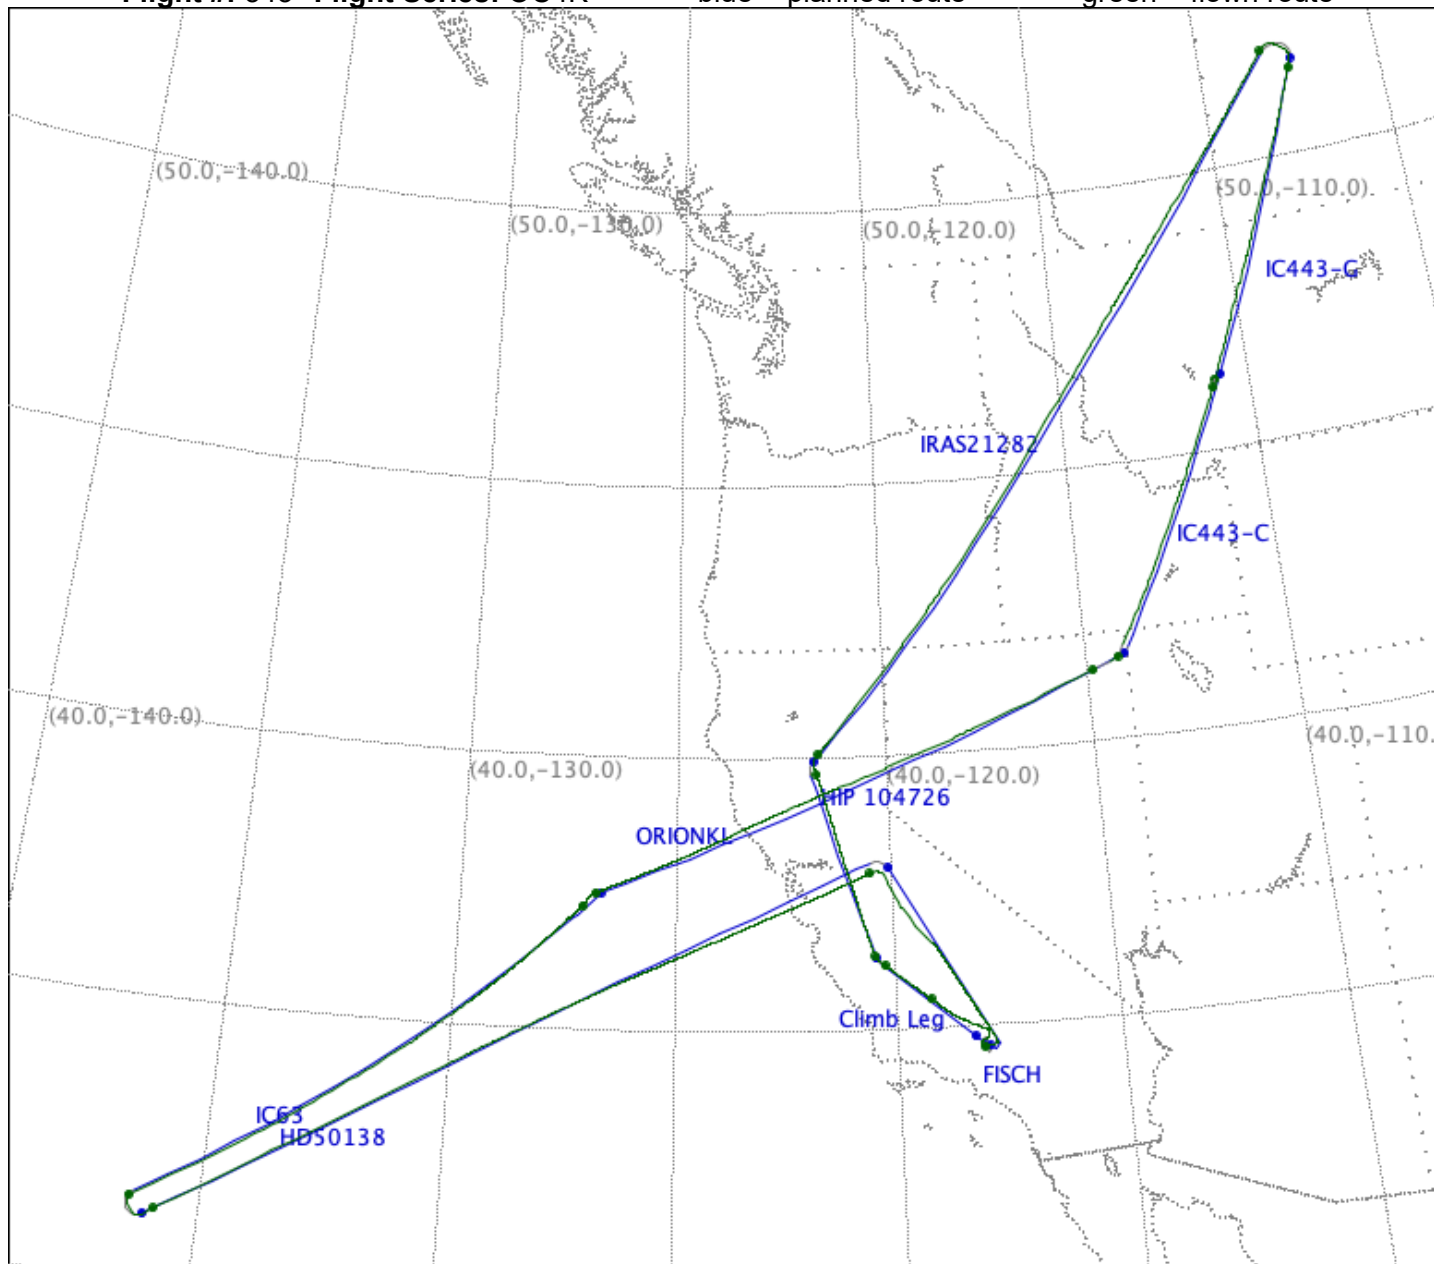 (50.0,-140.0)
(50.0,-110.0)
(50.0,-130.0)
(50.0,-120.0)
IC443-G
IRAS21282
IC443-C
(40.0,-140.0)
(40.0,-110.
(40.0,-130.0)
(40.0,-120.0)
HIP 104726
ORIONKL
Climb Leg
FISCH
IC63
HD50138